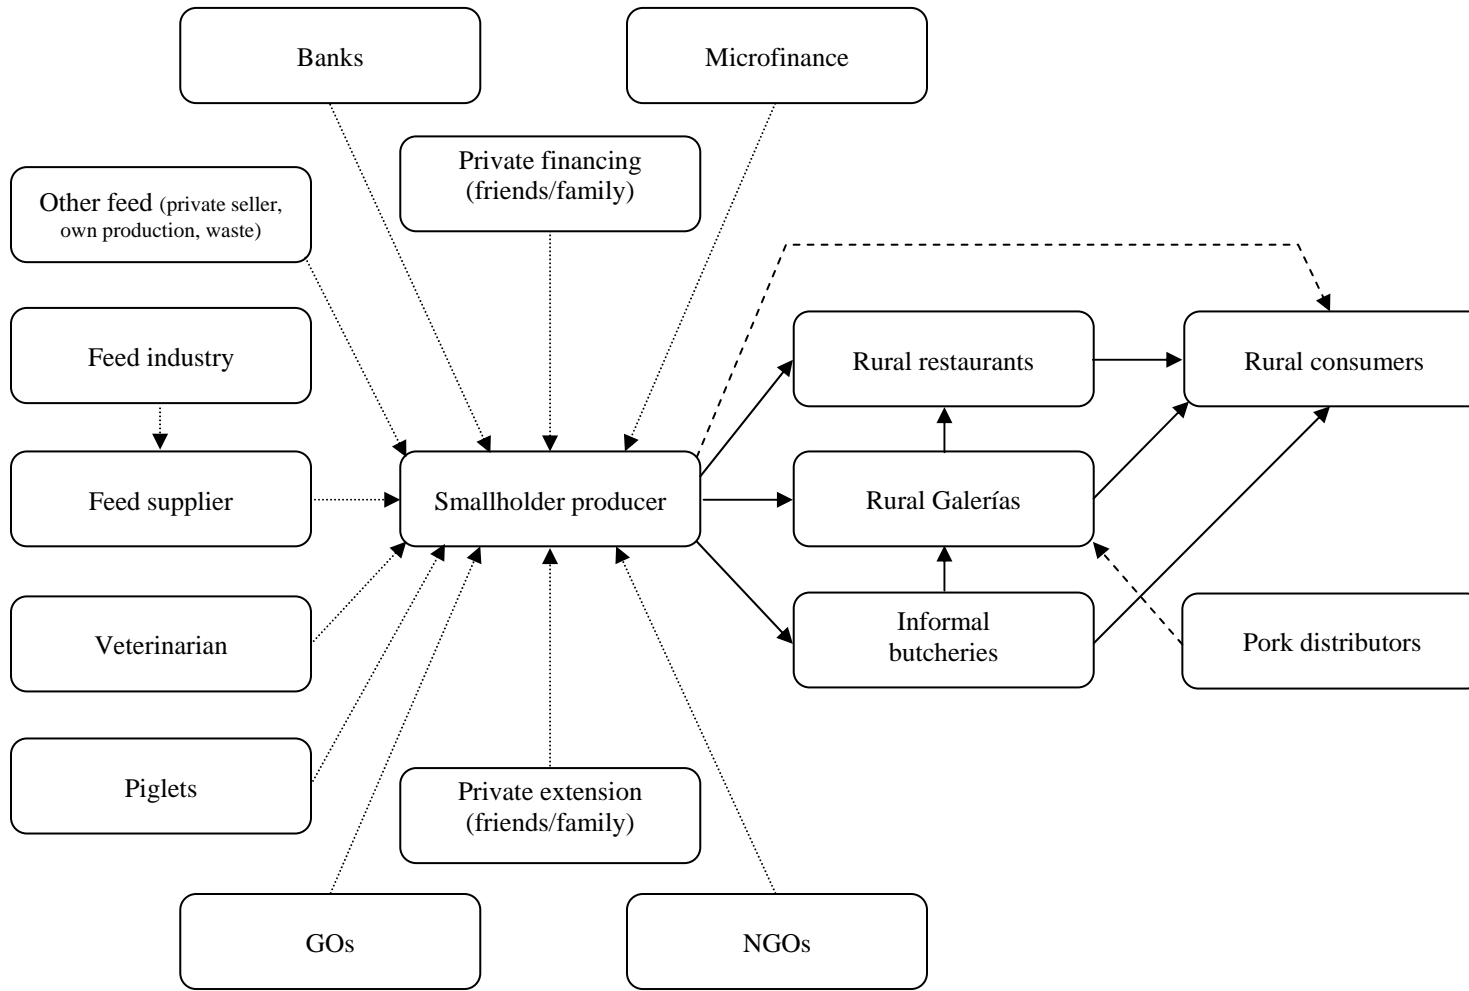 Banks
Microfinance
Private financing
(friends/family)
Other feed (private seller,
own production, waste)
Feed industry
Rural restaurants
Rural consumers
Feed supplier
Smallholder producer
Rural Galerías
Veterinarian
Informal
butcheries
Pork distributors
Piglets
Private extension
(friends/family)
GOs
NGOs